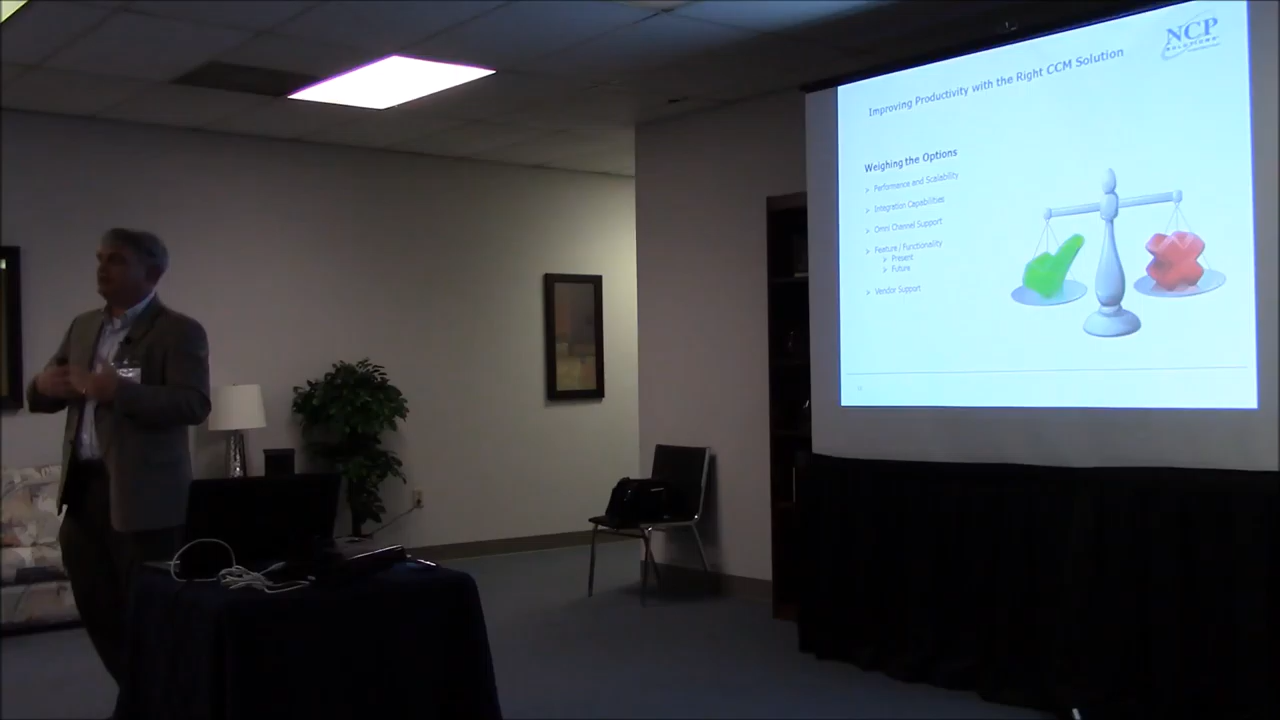 NCP
SOLUTIONS
Improving Productivity with the Right CCM Solution
Weighing the Options
> Performance and Scalability
> Integration Capabilities
> Omni Channel Support
> Feature / Functionality
> Present
> Future
> Vendor Support